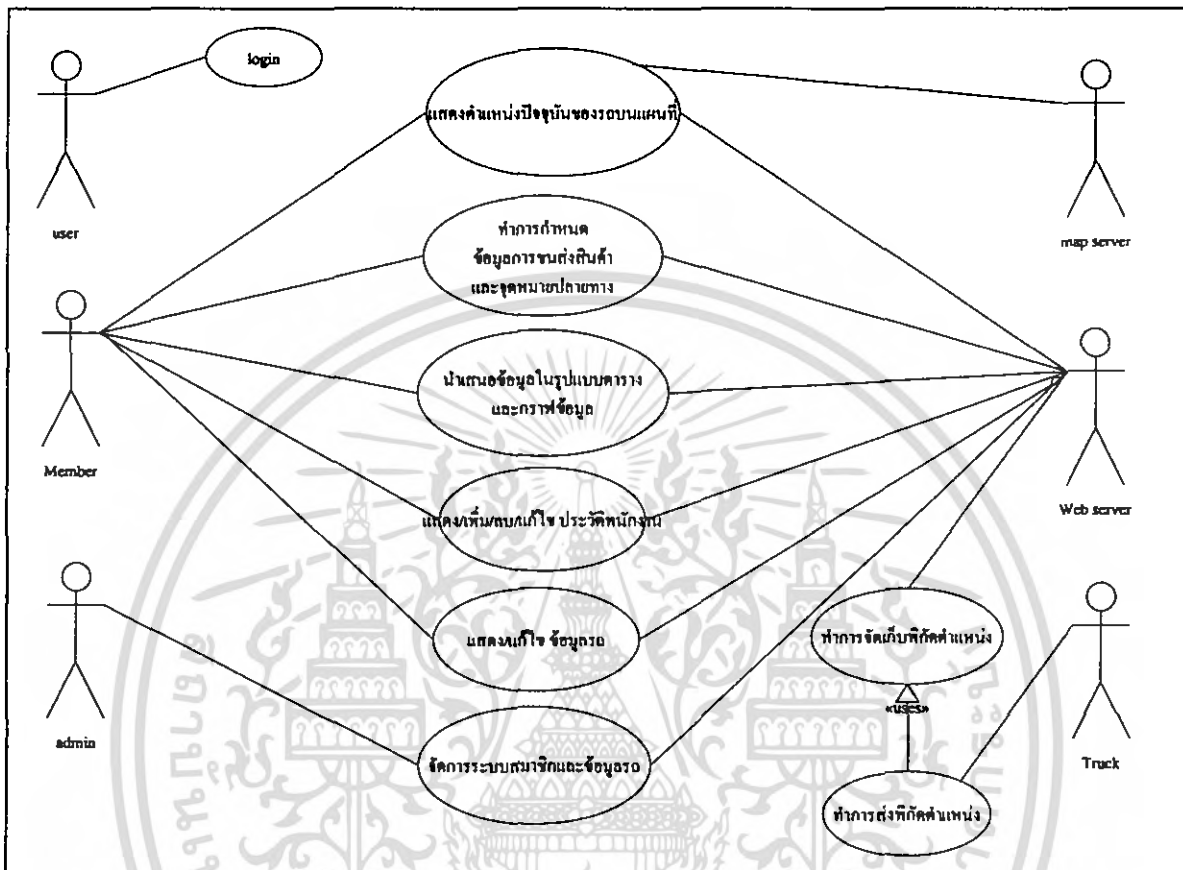 login
แสดงตำแหน่งปัจจุบันของรถบนแผนที่
user
map server
ทำการกำหนด
ข้อมูลการขนส่งสินค้า
และจุดหมายปลายทาง
นำเสนอข้อมูลในรูปแบบตาราง
และกราฟข้อมูล
Member
Web server
แสดง/เพิ่ม/ลบ/แก้ไข ประวัติพนักงาน
แสดง/แก้ไข ข้อมูลรถ
ทำการจัดเก็บพิกัดตำแหน่ง
«uses»
admin
จัดการระบบสมาชิกและข้อมูลรถ
Truck
ทำการส่งพิกัดตำแหน่ง